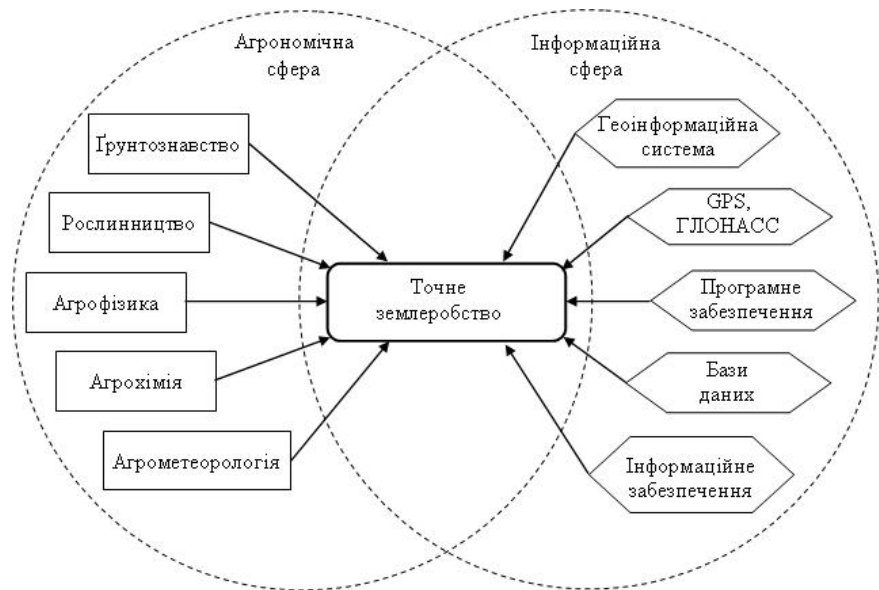 Агрономічна
сфера
Інформаційна
сфера
Ґрунтознавство
Рослинництво
Агрофізика
Агрохімія
Агрометеорологія
Точне
землеробство
Геоінформаційна
система
GPS,
ГЛОНАСС
Програмне
забезпечення
Бази
даних
Інформаційне
забезпечення